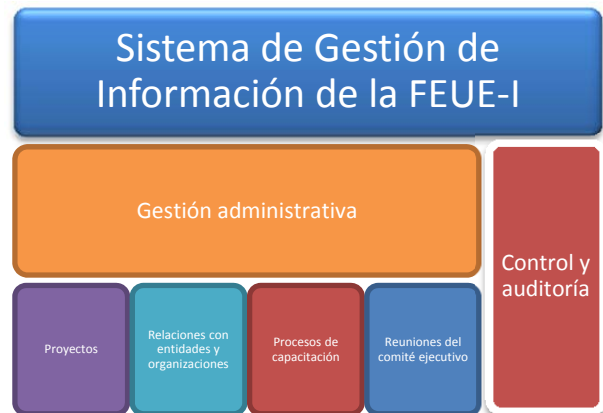 Sistema de Gestión de
Información de la FEUE-I
Gestión administrativa
Control y
auditoría
Proyectos
Relaciones con
entidades y
organizaciones
Procesos de
capacitación
Reuniones del
comité ejecutivo